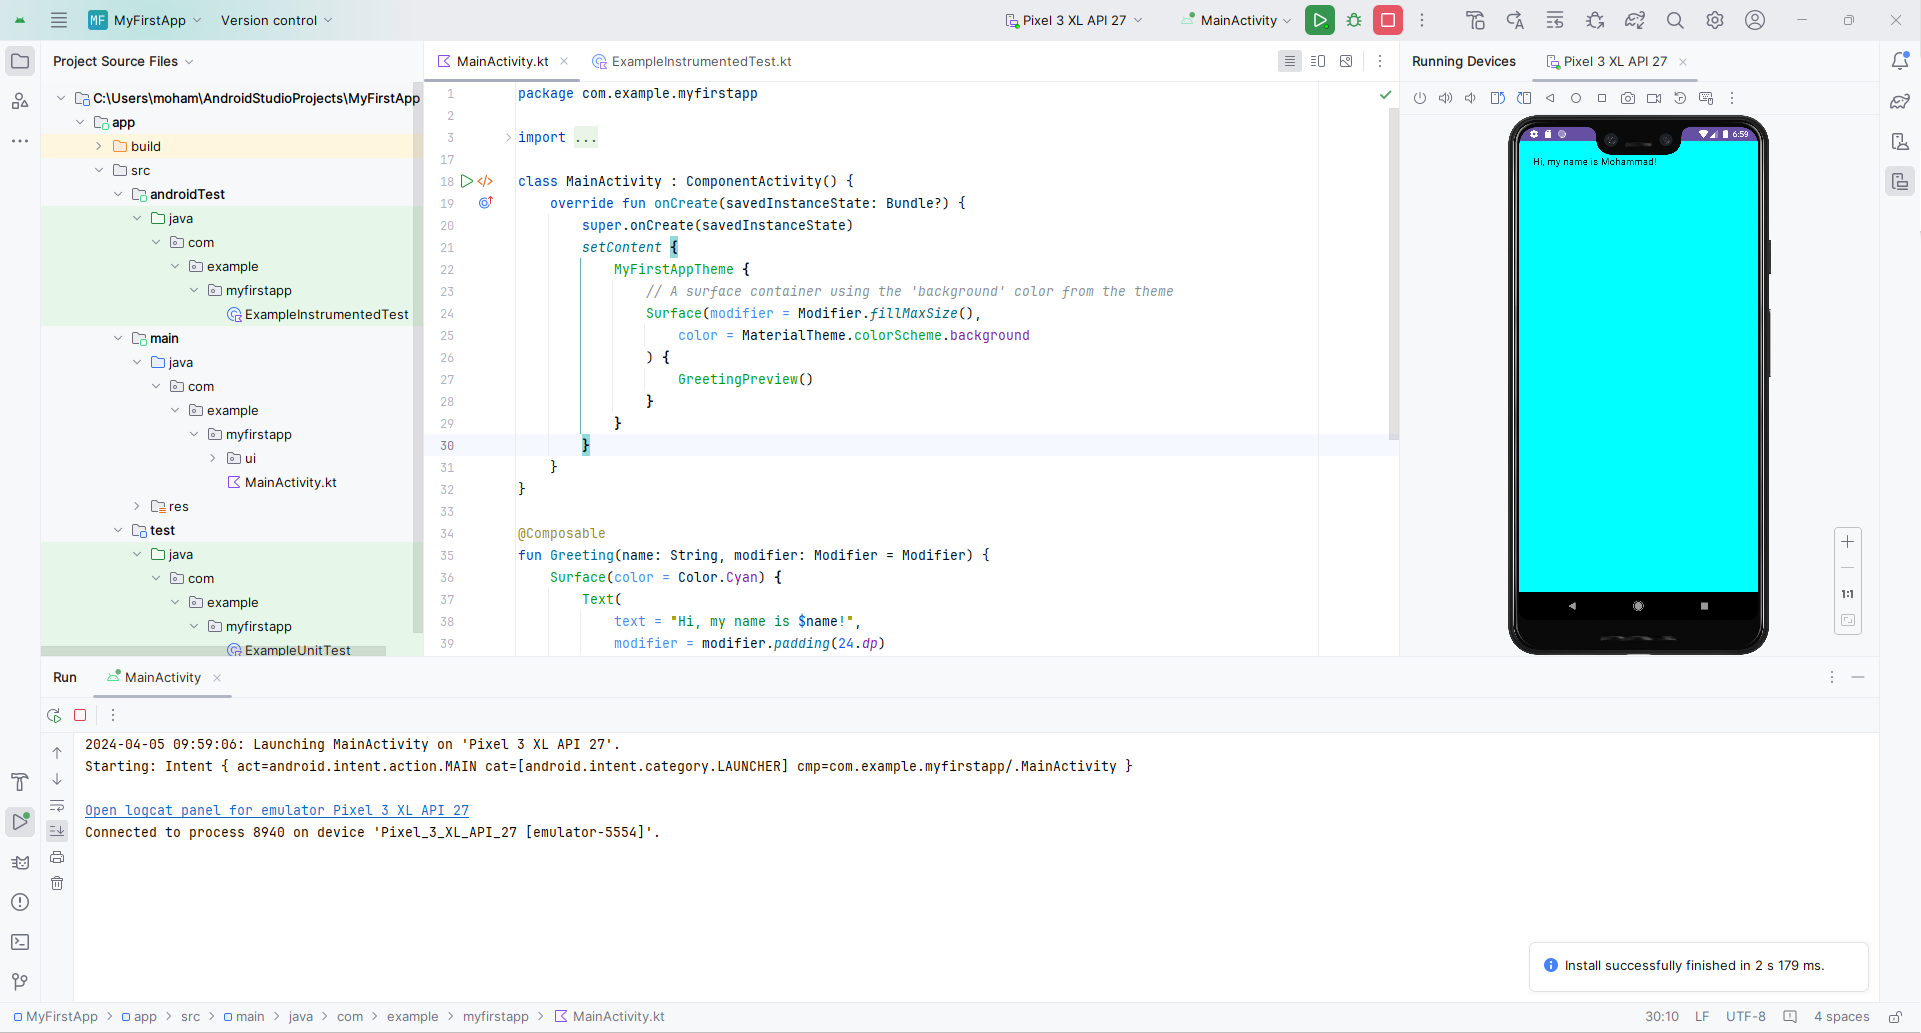 MF MyFirstApp Version control Pixel 3 XL API 27 MainActivity
Project Source Files
MainActivity.kt ExampleInstrumentedTest.kt
Running Devices Pixel 3 XL API 27
C:\Users\moham\AndroidStudioProjects\MyFirstApp
app
build
src
androidTest
java
com
example
myfirstapp
ExampleInstrumentedTest
main
java
com
example
myfirstapp
ui
MainActivity.kt
res
test
java
com
example
myfirstapp
ExampleUnitTest
1 package com.example.myfirstapp
2
3 import ...
17
18 class MainActivity : ComponentActivity() {
19 override fun onCreate(savedInstanceState: Bundle?) {
20 super.onCreate(savedInstanceState)
21 setContent {
22 MyFirstAppTheme {
23 // A surface container using the 'background' color from the theme
24 Surface(modifier = Modifier.fillMaxSize(),
25 color = MaterialTheme.colorScheme.background
26 ) {
27 GreetingPreview()
28 }
29 }
30 }
31 }
32 }
33
34 @Composable
35 fun Greeting(name: String, modifier: Modifier = Modifier) {
36 Surface(color = Color.Cyan) {
37 Text(
38 text = "Hi, my name is $name!",
39 modifier = modifier.padding(24.dp)
6:59
Hi, my name is Mohammad!
1:1
Run MainActivity
2024-04-05 09:59:06: Launching MainActivity on 'Pixel 3 XL API 27'.
Starting: Intent { act=android.intent.action.MAIN cat=[android.intent.category.LAUNCHER] cmp=com.example.myfirstapp/.MainActivity }
Open logcat panel for emulator Pixel 3 XL API 27
Connected to process 8940 on device 'Pixel_3_XL_API_27 [emulator-5554]'.
Install successfully finished in 2 s 179 ms.
MyFirstApp > app > src > main > java > com > example > myfirstapp > MainActivity.kt
30:10 LF UTF-8 4 spaces